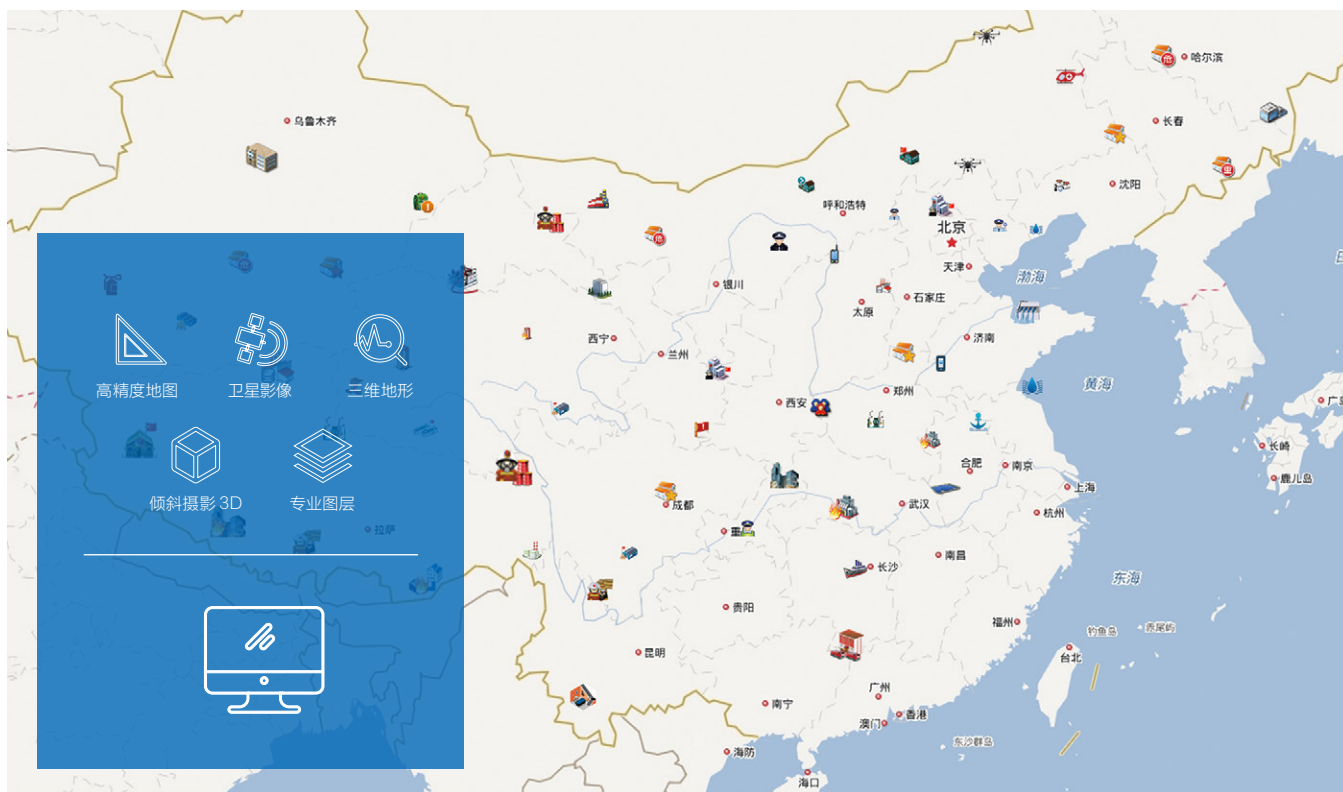 哈尔滨
乌鲁木齐
长春
沈阳
呼和浩特
北京
天津
渤海
银川
石家庄
太原
西宁
兰州
济南
高精度地图
卫星影像
三维地形
黄海
郑州
西安
长崎
合肥
南京
鹿儿岛
上海
倾斜摄影 3D
专业图层
成都
武汉
杭州
拉萨
重
南昌
长沙
东海
贵阳
福州
钓鱼岛
赤尾屿
昆明
台北
广州
南宁
香港
澳门
东沙群岛
海防
海口